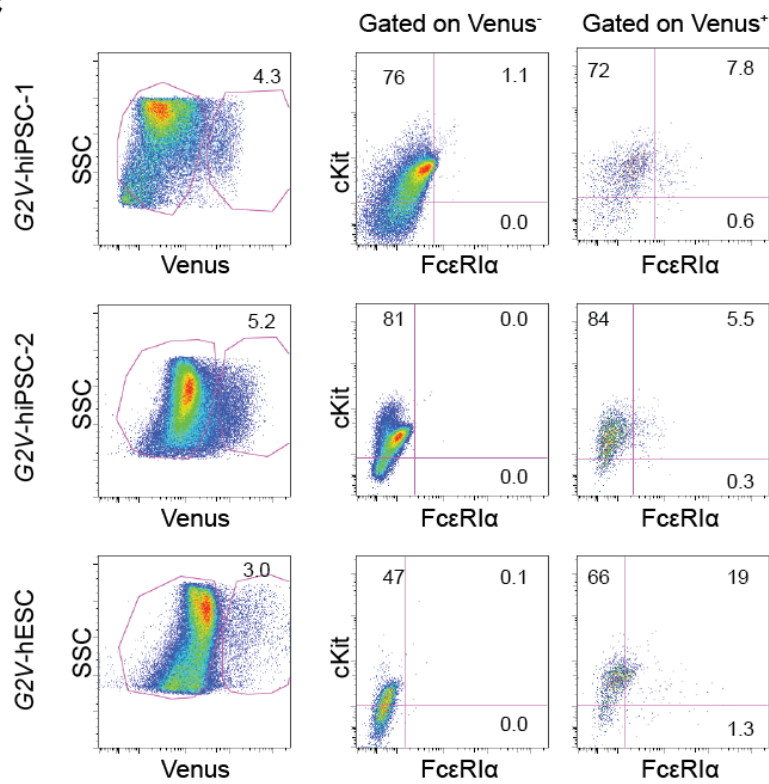 Gated on Venus⁻ Gated on Venus⁺
G2V-hiPSC-1
SSC
4.3
Venus
cKit
76 1.1
0.0
FcεRIα
72 7.8
0.6
FcεRIα
G2V-hiPSC-2
SSC
5.2
Venus
cKit
81 0.0
0.0
FcεRIα
84 5.5
0.3
FcεRIα
G2V-hESC
SSC
3.0
Venus
cKit
47 0.1
0.0
FcεRIα
66 19
1.3
FcεRIα